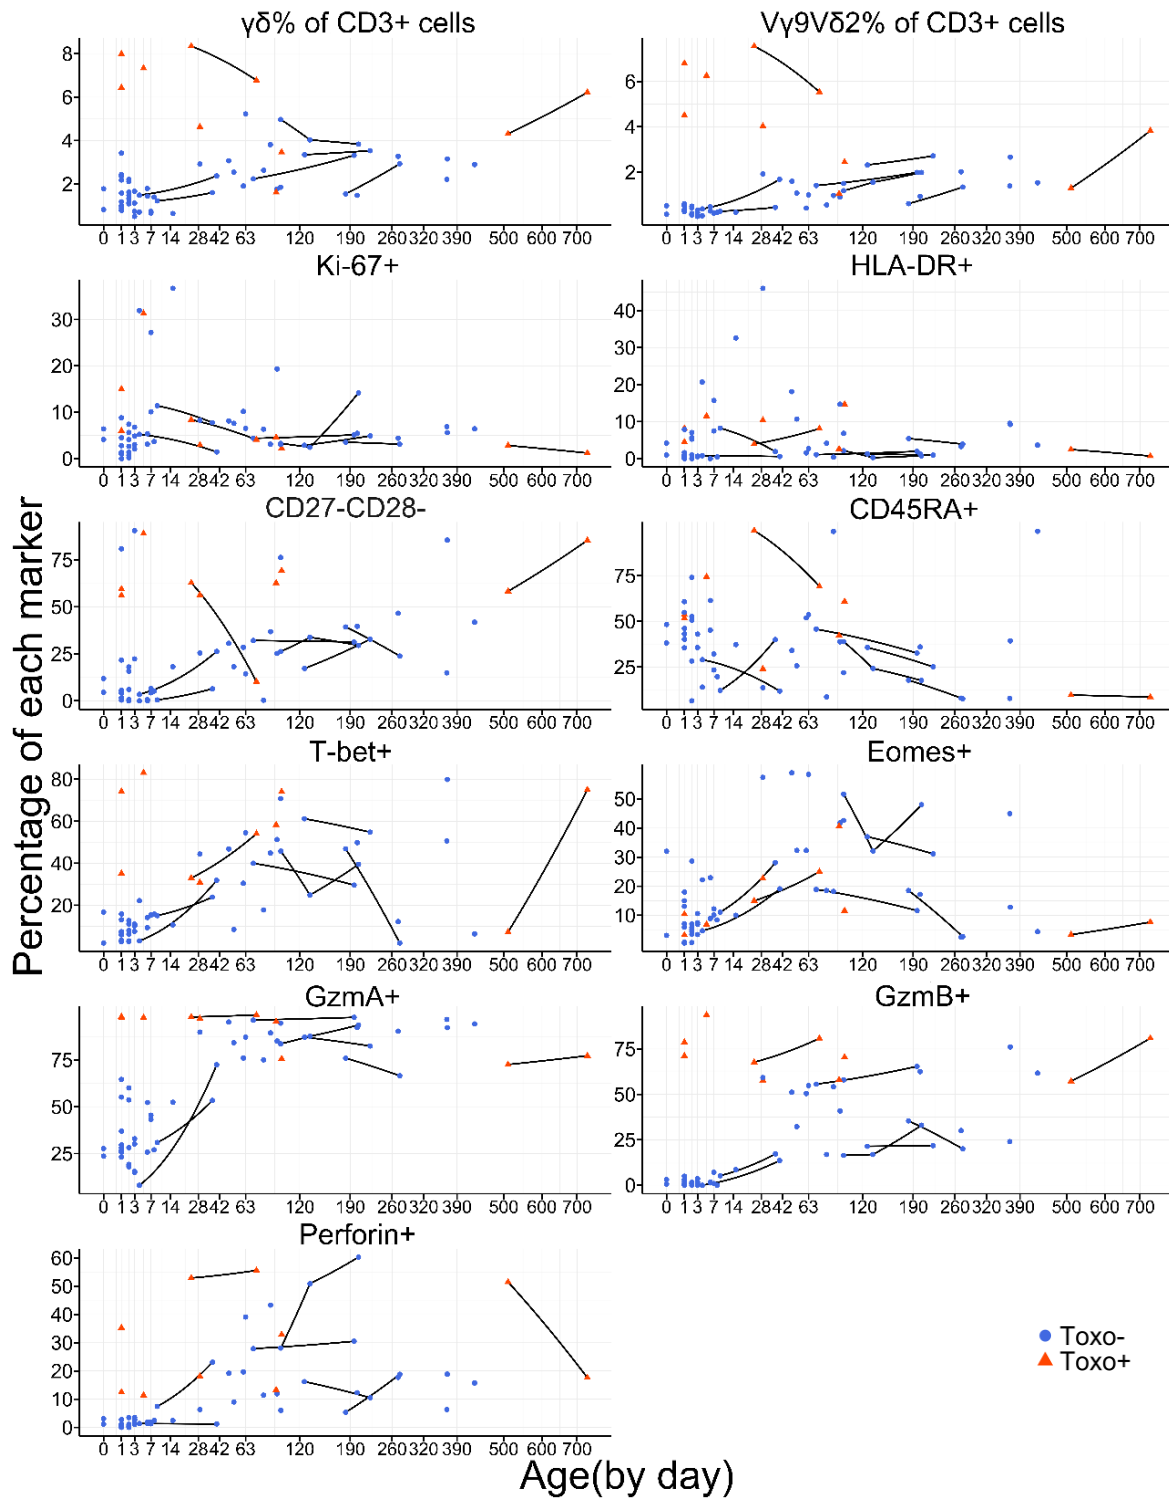 γδ% of CD3+ cells
8
6
4
2
0 1 3 7 14 28 42 63 120 190 260 320 390 500 600 700
Vγ9Vδ2% of CD3+ cells
6
4
2
0 1 3 7 14 28 42 63 120 190 260 320 390 500 600 700
Ki-67+
30
20
10
0
0 1 3 7 14 28 42 63 120 190 260 320 390 500 600 700
HLA-DR+
40
30
20
10
0
0 1 3 7 14 28 42 63 120 190 260 320 390 500 600 700
Percentage of each marker
CD27-CD28-
75
50
25
0
0 1 3 7 14 28 42 63 120 190 260 320 390 500 600 700
CD45RA+
75
50
25
0 1 3 7 14 28 42 63 120 190 260 320 390 500 600 700
T-bet+
80
60
40
20
0 1 3 7 14 28 42 63 120 190 260 320 390 500 600 700
Eomes+
50
40
30
20
10
0 1 3 7 14 28 42 63 120 190 260 320 390 500 600 700
GzmA+
75
50
25
0 1 3 7 14 28 42 63 120 190 260 320 390 500 600 700
GzmB+
75
50
25
0
0 1 3 7 14 28 42 63 120 190 260 320 390 500 600 700
Perforin+
60
50
40
30
20
10
0
0 1 3 7 14 28 42 63 120 190 260 320 390 500 600 700
Toxo-
Toxo+
Age(by day)